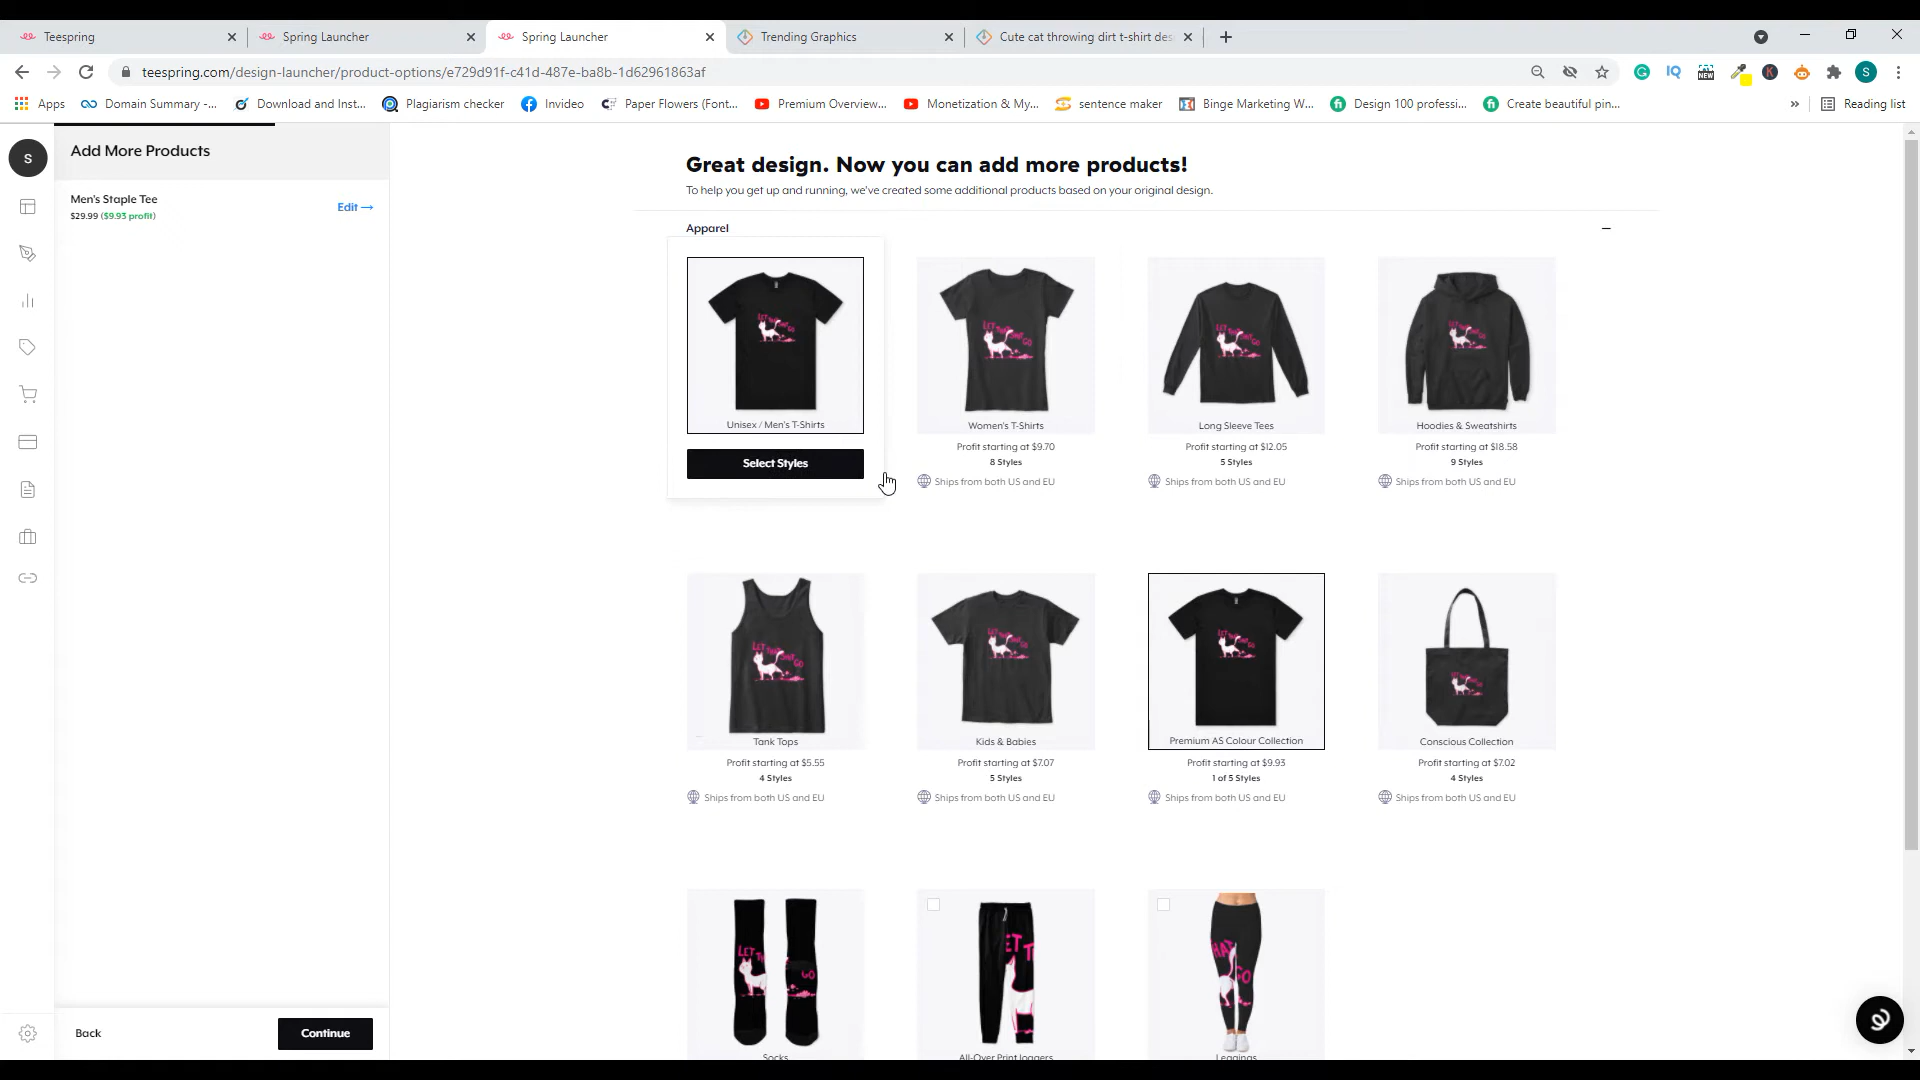 Teespring
Spring Launcher
Spring Launcher
Trending Graphics
Cute cat throwing dirt t-shirt des
teespring.com/design-launcher/product-options/e729d91f-c41d-487e-ba8b-1d62961863af
Apps
Domain Summary -...
Download and Inst...
Plagiarism checker
Invideo
Paper Flowers (Font...
Premium Overview...
Monetization & My...
sentence maker
Binge Marketing W...
Design 100 professi...
Create beautiful pin...
»
Reading list
S
Add More Products
Men's Staple Tee
$29.99 ($9.93 profit)
Edit →
Great design. Now you can add more products!
To help you get up and running, we've created some additional products based on your original design.
Apparel
Unisex / Men's T-Shirts
Select Styles
Women's T-Shirts
Profit starting at $9.70
8 Styles
Ships from both US and EU
Long Sleeve Tees
Profit starting at $12.05
5 Styles
Ships from both US and EU
Hoodies & Sweatshirts
Profit starting at $18.58
9 Styles
Ships from both US and EU
Tank Tops
Profit starting at $5.55
4 Styles
Ships from both US and EU
Kids & Babies
Profit starting at $7.07
5 Styles
Ships from both US and EU
Premium AS Colour Collection
Profit starting at $9.93
1 of 5 Styles
Ships from both US and EU
Conscious Collection
Profit starting at $7.02
4 Styles
Ships from both US and EU
Socks
All-Over Print Joggers
Leggings
Back
Continue